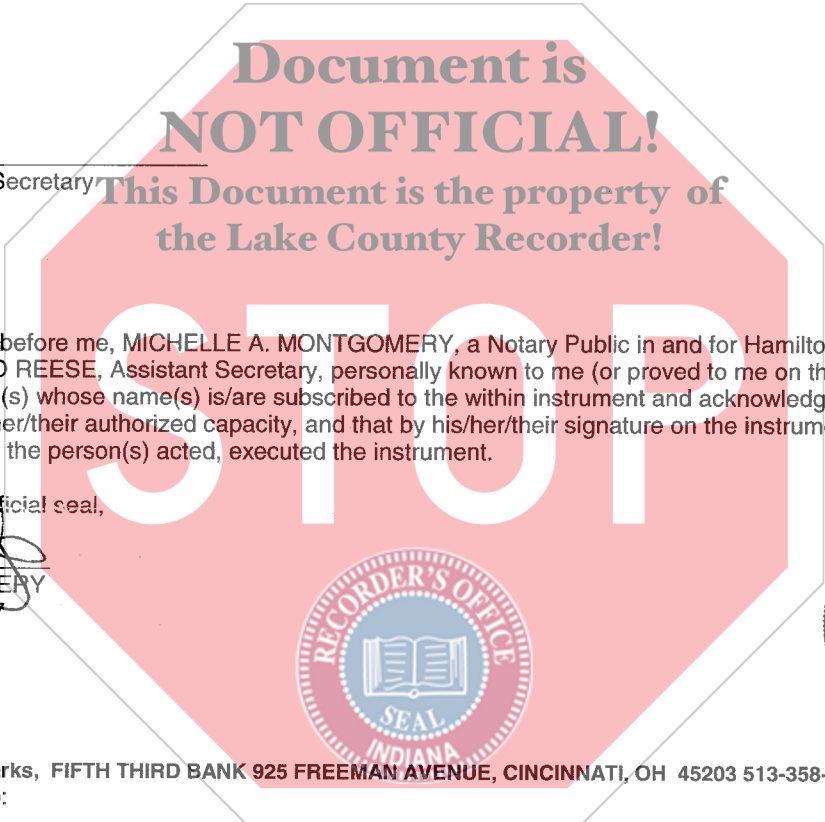 Document is
NOT OFFICIAL!
Secretary
This Document is the property of
the Lake County Recorder!
STOP
before me, MICHELLE A. MONTGOMERY, a Notary Public in and for Hamilto
REESE, Assistant Secretary, personally known to me (or proved to me on th
(s) whose name(s) is/are subscribed to the within instrument and acknowledg
er/their authorized capacity, and that by his/her/their signature on the instrum
the person(s) acted, executed the instrument.
ficial seal,
ERY
RECORDER'S OFFICE
SEAL
INDIANA
rks, FIFTH THIRD BANK 925 FREEMAN AVENUE, CINCINNATI, OH 45203 513-358-
: